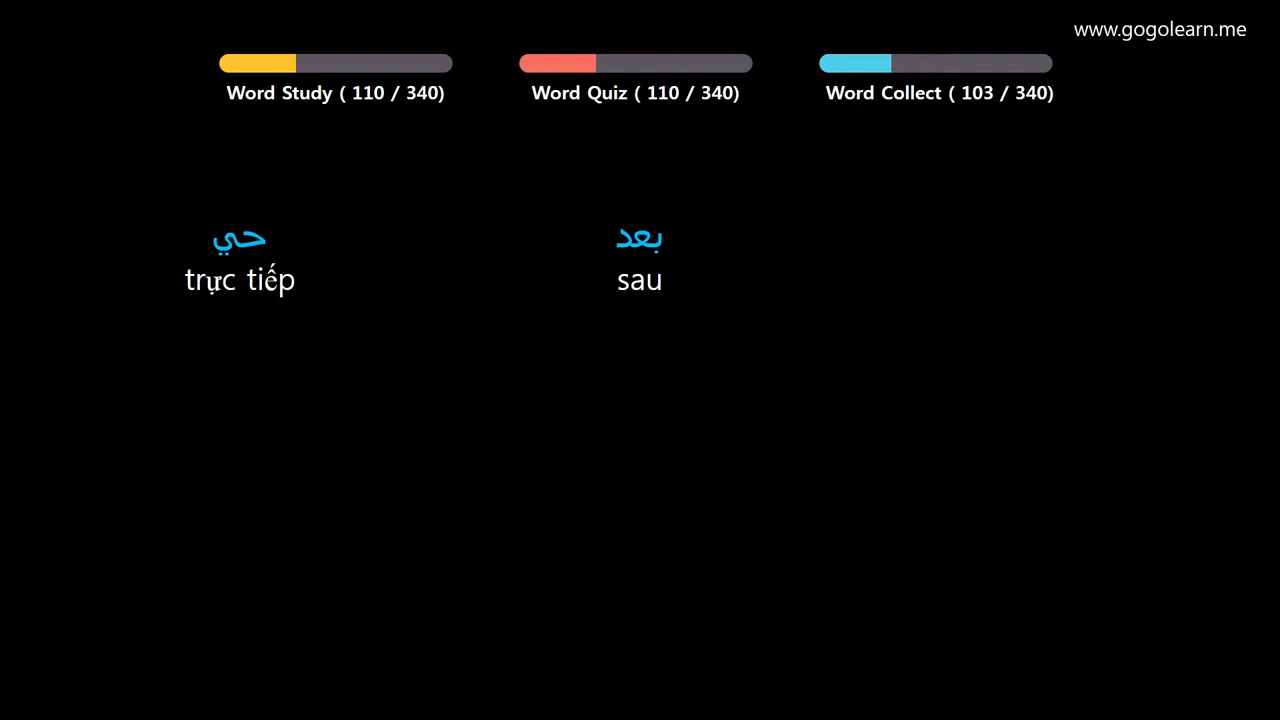 www.gogolearn.me
Word Study ( 110 / 340)
Word Quiz ( 110 / 340)
Word Collect ( 103 / 340)
حي
trực tiếp
بعد
sau